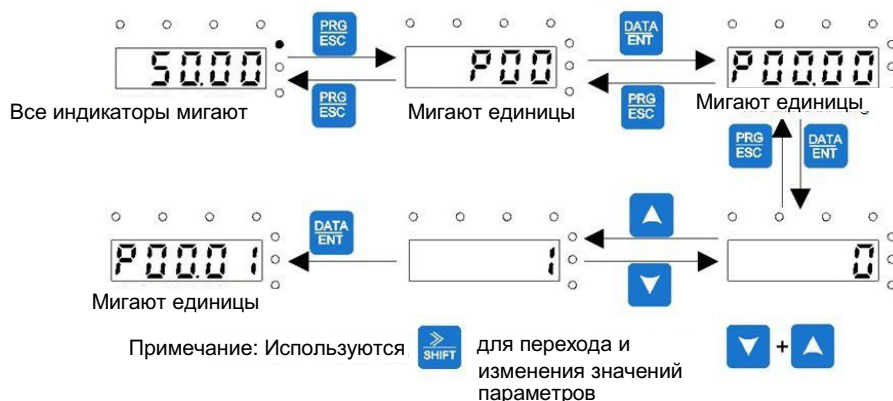 PRG
ESC
DATA
ENT
50.00
P00
P00.00
PRG
ESC
PRG
ESC
Все индикаторы мигают
Мигают единицы
Мигают единицы
PRG
ESC
DATA
ENT
DATA
ENT
P00.01
1
0
Мигают единицы
Примечание: Используются
SHIFT
для перехода и
изменения значений
параметров
+